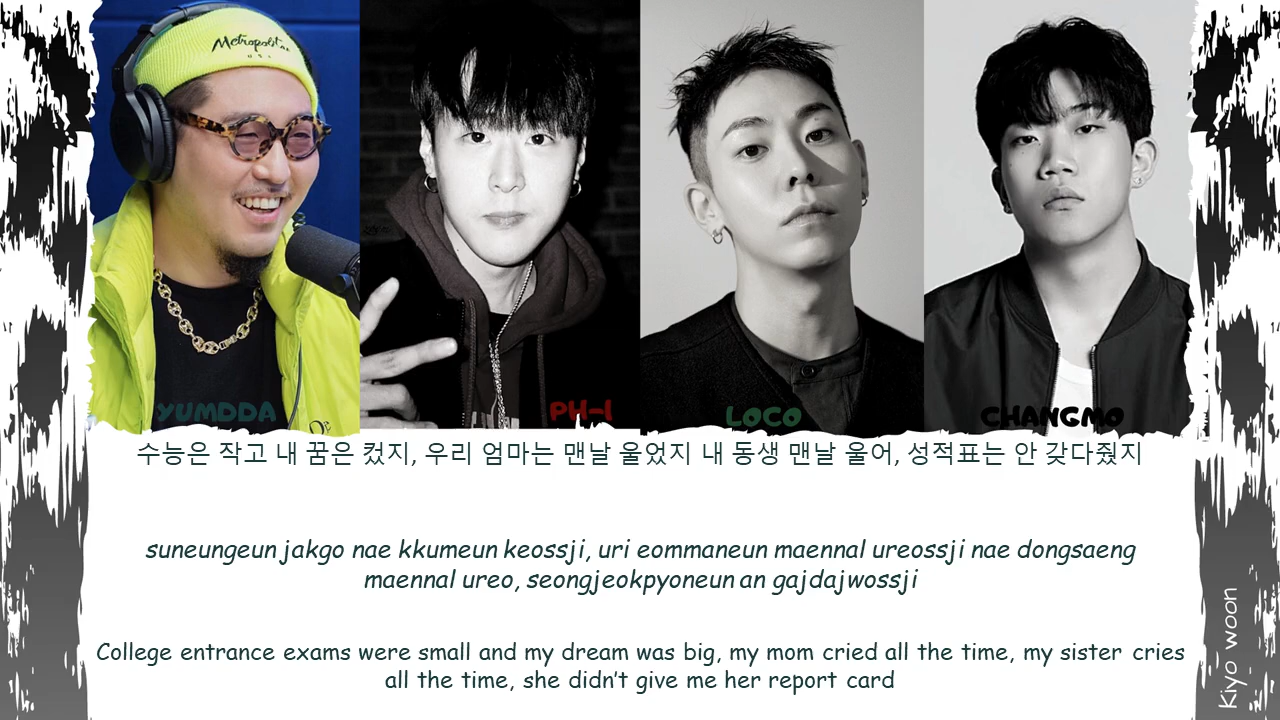 Metropolitan
USA
YUMDDA
PH-1
LOCO
CHANGMO
수능은 작고 내 꿈은 컸지, 우리 엄마는 맨날 울었지 내 동생 맨날 울어, 성적표는 안 갖다줬지
suneungeun jakgo nae kkumeun keossji, uri eommaneun maennal ureossji nae dongsaeng
maennal ureo, seongjeokpyoneun an gajdajwossji
College entrance exams were small and my dream was big, my mom cried all the time, my sister cries
all the time, she didn't give me her report card
Kiyo woon